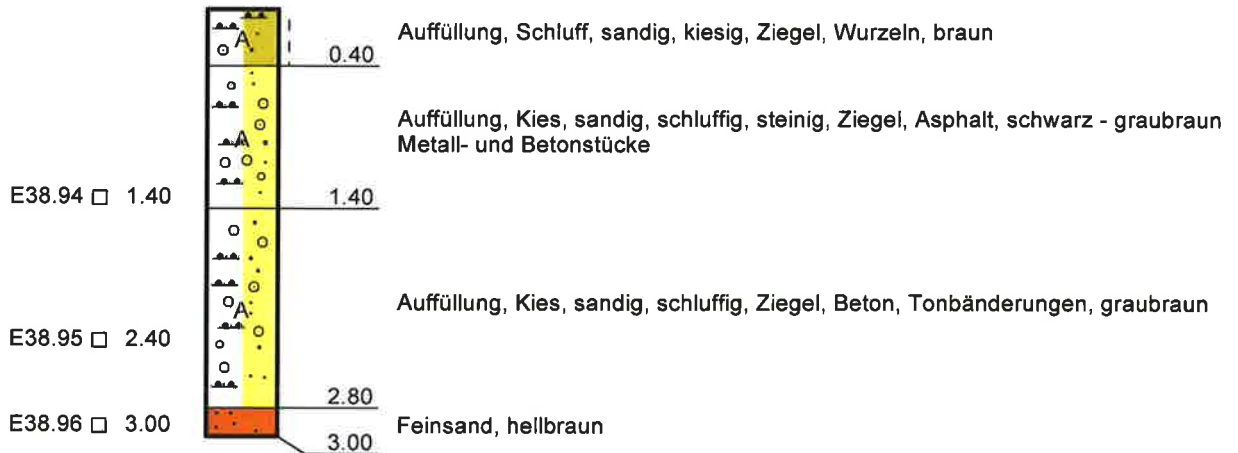 Auffüllung, Schluff, sandig, kiesig, Ziegel, Wurzeln, braun
A
0.40
Auffüllung, Kies, sandig, schluffig, steinig, Ziegel, Asphalt, schwarz - graubraun
A
Metall- und Betonstücke
E38.94 □ 1.40
1.40
Auffüllung, Kies, sandig, schluffig, Ziegel, Beton, Tonbänderungen, graubraun
A
E38.95 □ 2.40
2.80
E38.96 □ 3.00
Feinsand, hellbraun
3.00